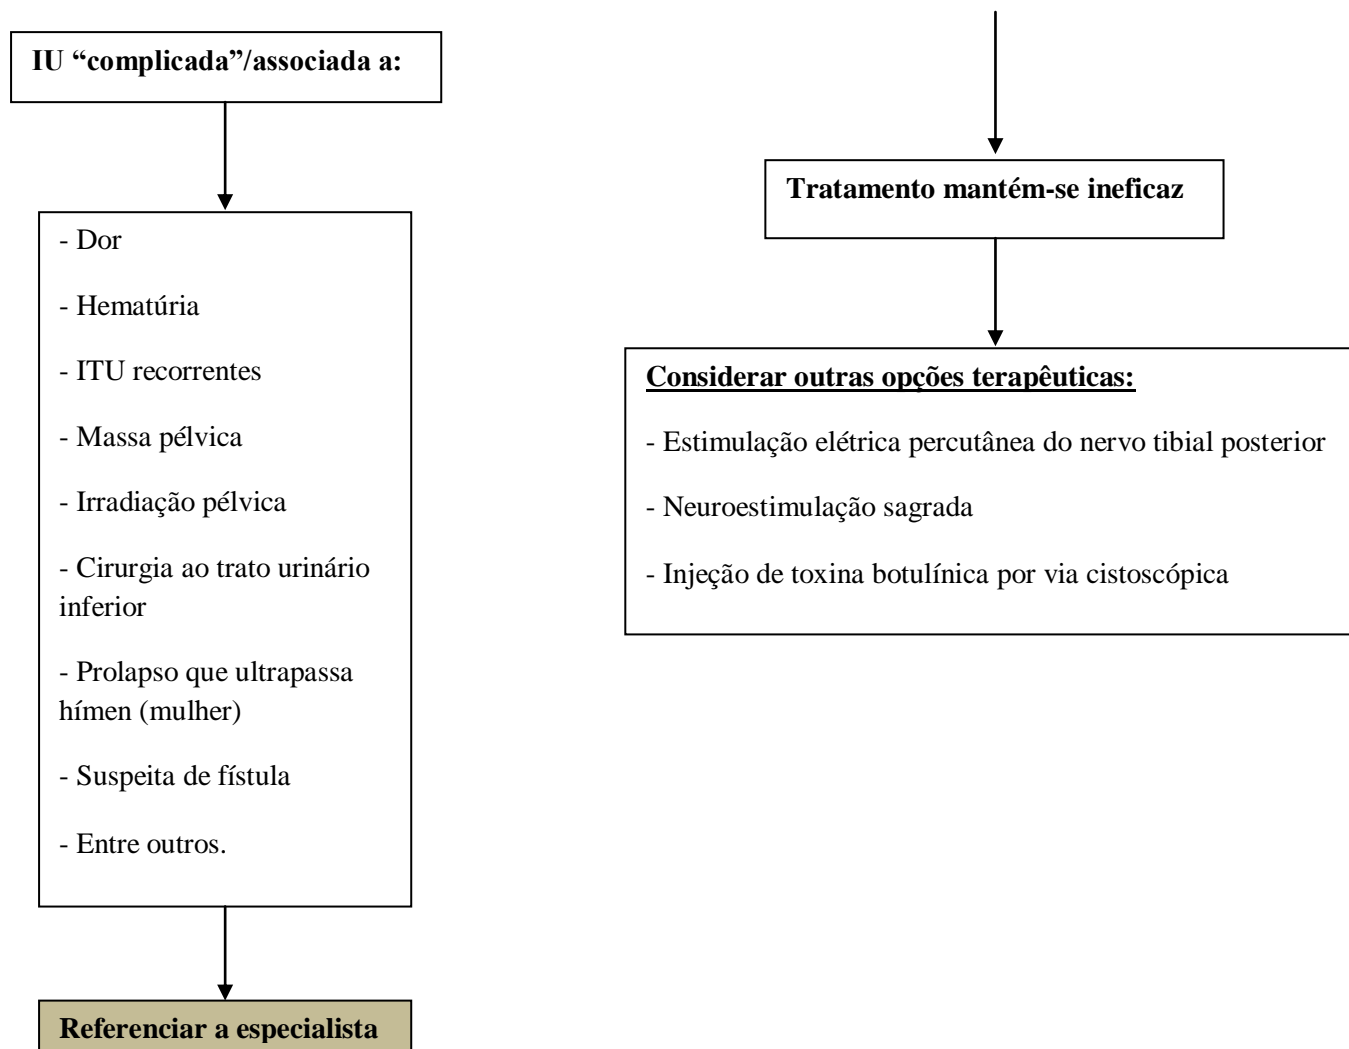 IU “complicada”/associada a:
- Dor
- Hematúria
- ITU recorrentes
- Massa pélvica
- Irradiação pélvica
- Cirurgia ao trato urinário
inferior
- Prolapso que ultrapassa
hímen (mulher)
- Suspeita de fístula
- Entre outros.
Referenciar a especialista
Tratamento mantém-se ineficaz
Considerar outras opções terapêuticas:
- Estimulação elétrica percutânea do nervo tibial posterior
- Neuroestimulação sagrada
- Injeção de toxina botulínica por via cistoscópica